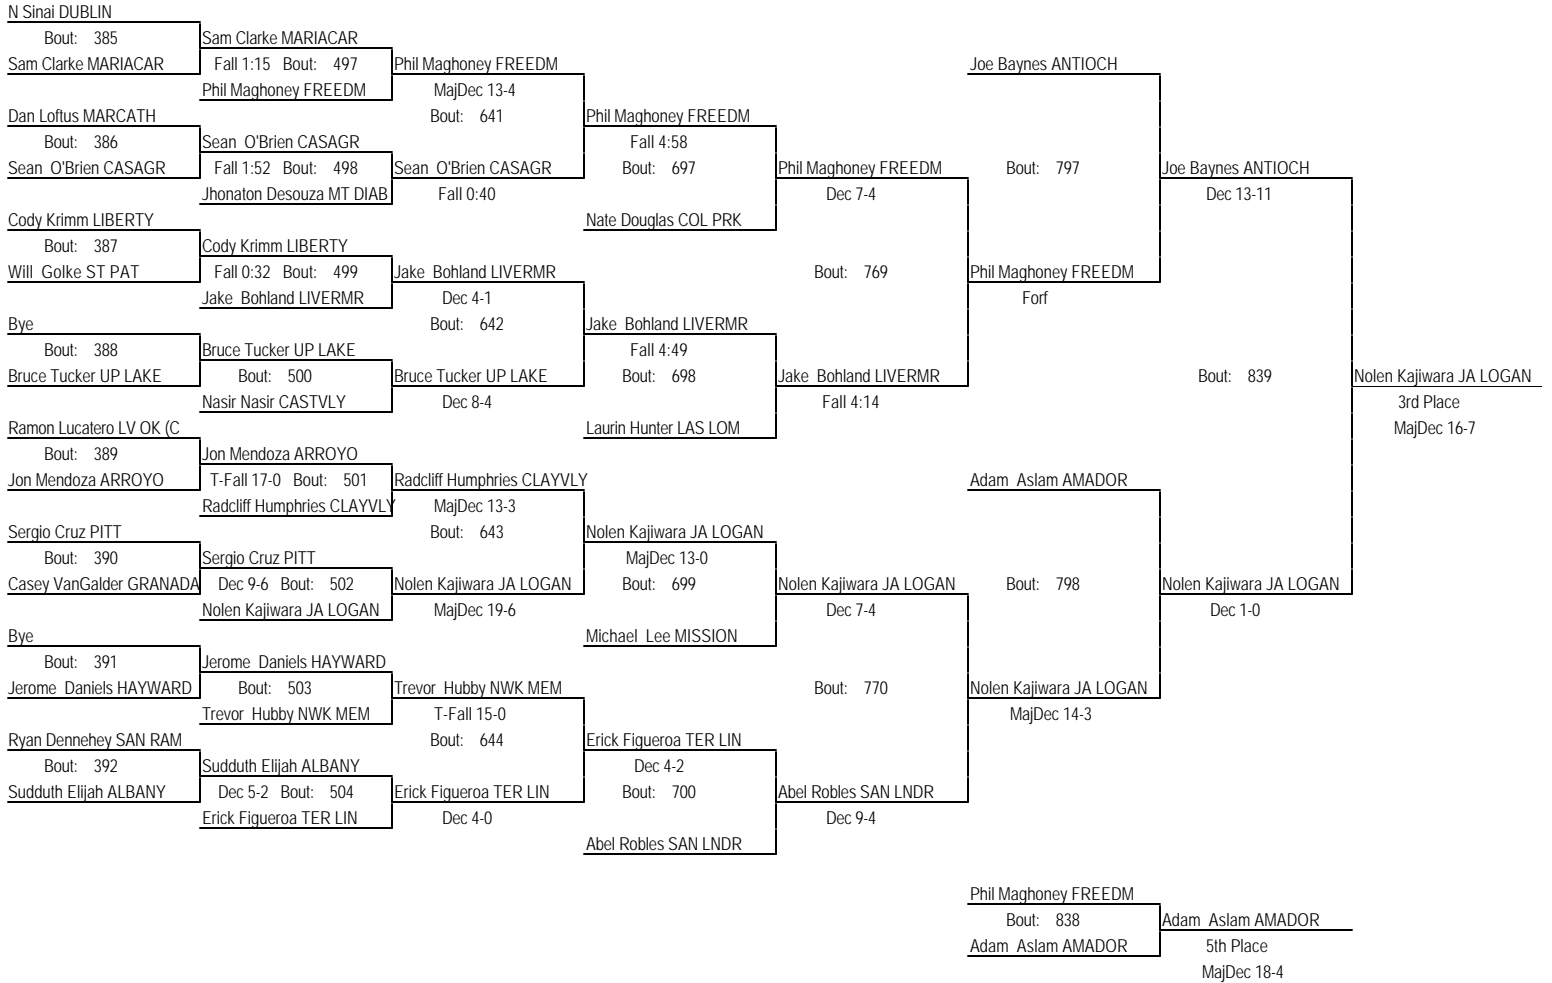 N Sinai DUBLIN
Bout: 385
Sam Clarke MARIACAR
Dan Loftus MARCATH
Bout: 386
Sean O'Brien CASAGR
Cody Krimm LIBERTY
Bout: 387
Will Golke ST PAT
Bye
Bout: 388
Bruce Tucker UP LAKE
Ramon Lucatero LV OK (C
Bout: 389
Jon Mendoza ARROYO
Sergio Cruz PITT
Bout: 390
Casey VanGalder GRANADA
Bye
Bout: 391
Jerome Daniels HAYWARD
Ryan Dennehey SAN RAM
Bout: 392
Sudduth Elijah ALBANY
Sam Clarke MARIACAR
Fall 1:15 Bout: 497
Phil Maghoney FREEDM
Sean O'Brien CASAGR
Fall 1:52 Bout: 498
Jhonaton Desouza MT DIAB
Cody Krimm LIBERTY
Fall 0:32 Bout: 499
Jake Bohland LIVERMR
Bruce Tucker UP LAKE
Bout: 500
Nasir Nasir CASTVLY
Jon Mendoza ARROYO
T-Fall 17-0 Bout: 501
Radcliff Humphries CLAYVLY
Sergio Cruz PITT
Dec 9-6 Bout: 502
Nolen Kajiwara JA LOGAN
Jerome Daniels HAYWARD
Bout: 503
Trevor Hubby NWK MEM
Sudduth Elijah ALBANY
Dec 5-2 Bout: 504
Erick Figueroa TER LIN
Phil Maghoney FREEDM
MajDec 13-4
Bout: 641
Sean O'Brien CASAGR
Fall 0:40
Jake Bohland LIVERMR
Dec 4-1
Bout: 642
Bruce Tucker UP LAKE
Dec 8-4
Radcliff Humphries CLAYVLY
MajDec 13-3
Bout: 643
Nolen Kajiwara JA LOGAN
MajDec 19-6
Trevor Hubby NWK MEM
T-Fall 15-0
Bout: 644
Erick Figueroa TER LIN
Dec 4-0
Phil Maghoney FREEDM
Fall 4:58
Bout: 697
Nate Douglas COL PRK
Jake Bohland LIVERMR
Fall 4:49
Bout: 698
Laurin Hunter LAS LOM
Nolen Kajiwara JA LOGAN
MajDec 13-0
Bout: 699
Michael Lee MISSION
Erick Figueroa TER LIN
Dec 4-2
Bout: 700
Abel Robles SAN LNDR
Phil Maghoney FREEDM
Dec 7-4
Bout: 769
Jake Bohland LIVERMR
Fall 4:14
Nolen Kajiwara JA LOGAN
Dec 7-4
Bout: 770
Abel Robles SAN LNDR
Dec 9-4
Joe Baynes ANTIOCH
Bout: 797
Phil Maghoney FREEDM
Forf
Adam Aslam AMADOR
Bout: 798
Nolen Kajiwara JA LOGAN
MajDec 14-3
Joe Baynes ANTIOCH
Dec 13-11
Bout: 839
Nolen Kajiwara JA LOGAN
Dec 1-0
Nolen Kajiwara JA LOGAN
3rd Place
MajDec 16-7
Phil Maghoney FREEDM
Bout: 838
Adam Aslam AMADOR
Adam Aslam AMADOR
5th Place
MajDec 18-4